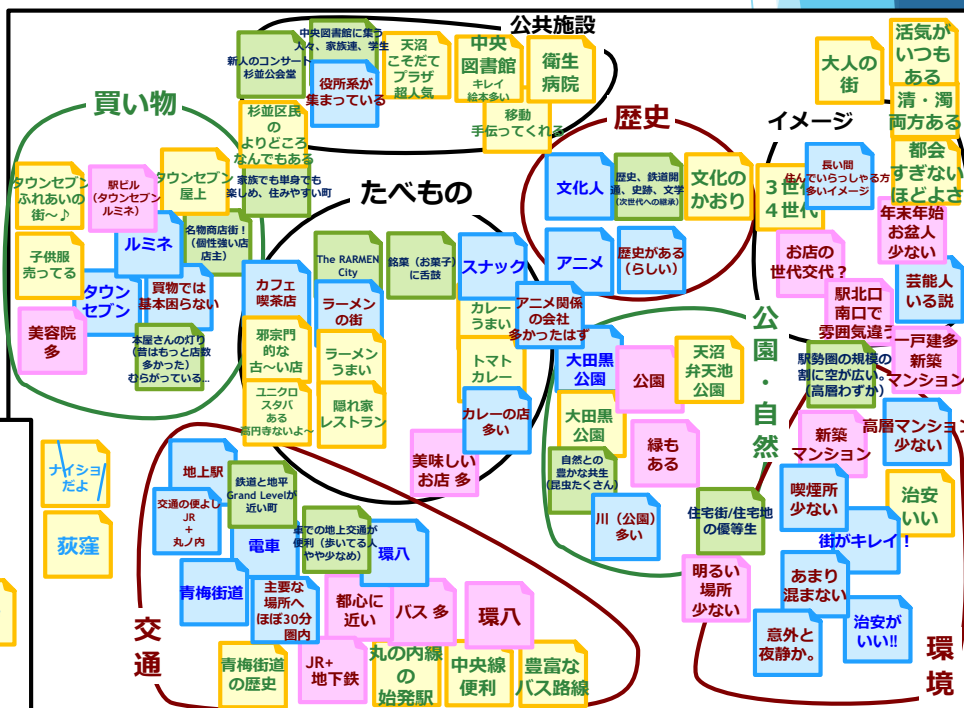 公共施設
中央図書館に集う
人々、家族連、学生
新人のコンサート
杉並公会堂
役所系が
集まっている
天沼
こそだて
プラザ
超人気
中央
図書館
キレイ
絵本多い
衛生
病院
移動
手伝ってくれる
杉並区民
の
よりどころ
なんでもある
家族でも単身でも
楽しめ、住みやすい町
買い物
タウンセブン
ふれあいの
街～♪
駅ビル
(タウンセブン
ルミネ)
タウンセブン
屋上
ルミネ
名物商店街！
(個性強い店
店主)
子供服
売ってる
タウン
セブン
買物では
基本困らない
美容院
多
本屋さんの灯り
(昔はもっと店数
多かった)
むらがっている...
たべもの
The RARMEN
City
銘菓（お菓子）
に舌鼓
スナック
カフェ
喫茶店
ラーメン
の街
カレー
うまい
アニメ関係
の会社
多かったはず
邪宗門
的な
古～い店
ラーメン
うまい
トマト
カレー
ユニクロ
スタバ
ある
高円寺ないよ～
隠れ家
レストラン
カレーの店
多い
美味しい
お店 多
歴史
文化人
歴史、鉄道開
通、史跡、文学
(次世代への継承)
文化の
かおり
アニメ
歴史がある
(らしい)
イメージ
大人の
街
活気が
いつも
ある
清・濁
両方ある
都会
すぎない
ほどよさ
３世代
４世代
長い間
住んでいらっしゃる方
多いイメージ
年末年始
お盆人
少ない
お店の
世代交代？
駅北口
南口で
雰囲気違う
芸能人
いる説
公園・自然
大田黒
公園
公園
天沼
弁天池
公園
大田黒
公園
緑も
ある
自然との
豊かな共生
(昆虫たくさん)
川（公園）
多い
住宅街/住宅地
の優等生
環境
一戸建多
新築
マンション
駅勢圏の規模の
割に空が広い。
(高層わずか)
新築
マンション
高層マンション
少ない
喫煙所
少ない
治安
いい
街がキレイ！
明るい
場所
少ない
あまり
混まない
意外と
夜静か。
治安が
いい!!
交通
地上駅
鉄道と地平
Grand Levelが
近い町
交通の便よし
JR
+
丸ノ内
電車
卓での地上交通が
便利（歩いてる人
やや少なめ）
環八
青梅街道
主要な
場所へ
ほぼ30分
圏内
都心に
近い
バス 多
環八
青梅街道
の歴史
JR+
地下鉄
丸の内線
の
始発駅
中央線
便利
豊富な
バス路線
ナイショ
だよ
荻窪